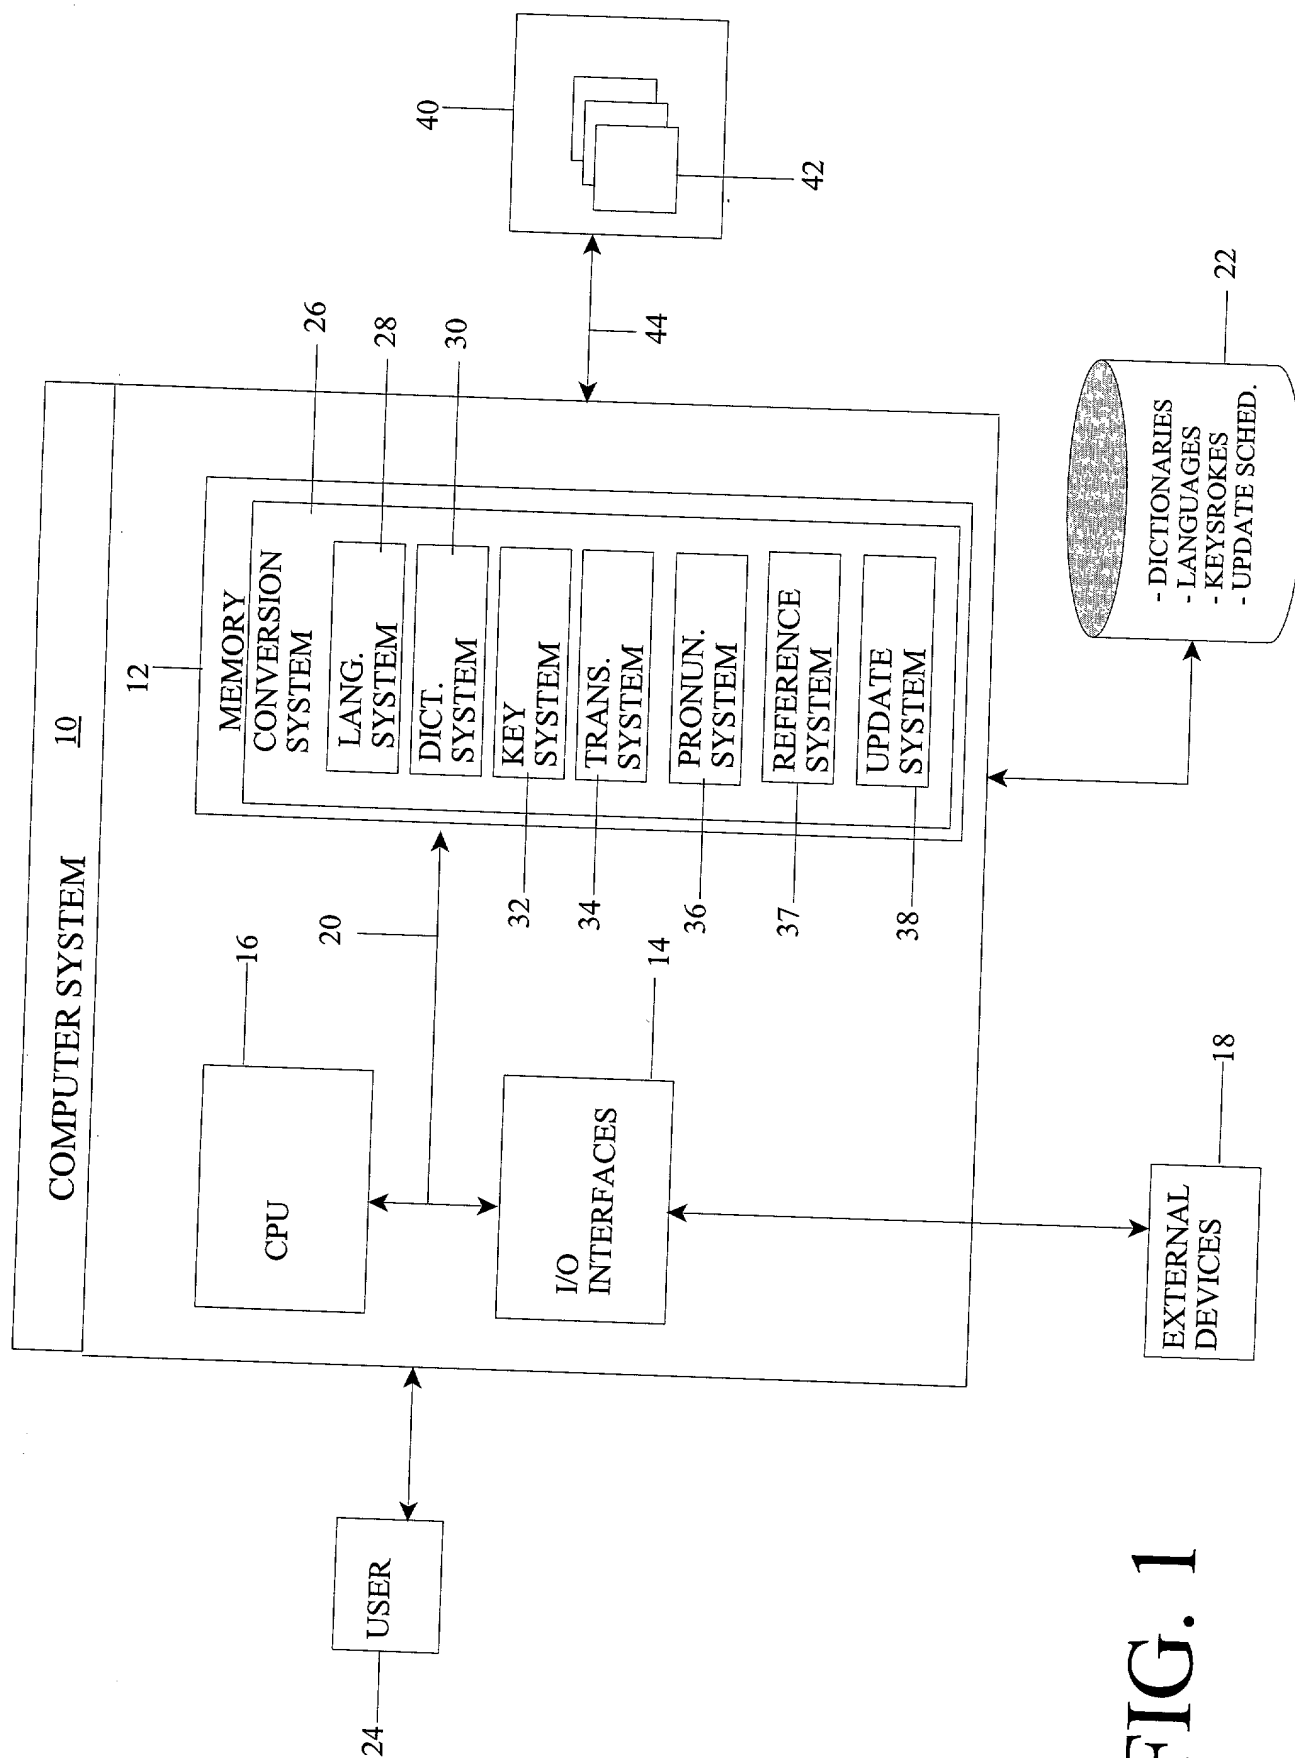 COMPUTER SYSTEM 10
12
MEMORY
CONVERSION
SYSTEM
26
LANG.
SYSTEM
28
DICT.
SYSTEM
30
KEY
SYSTEM
32
TRANS.
SYSTEM
34
PRONUN.
SYSTEM
36
REFERENCE
SYSTEM
37
UPDATE
SYSTEM
38
16
CPU
20
14
I/O
INTERFACES
USER
24
40
42
44
22
- DICTIONARIES
- LANGUAGES
- KEYSROKES
- UPDATE SCHED.
18
EXTERNAL
DEVICES
FIG. 1